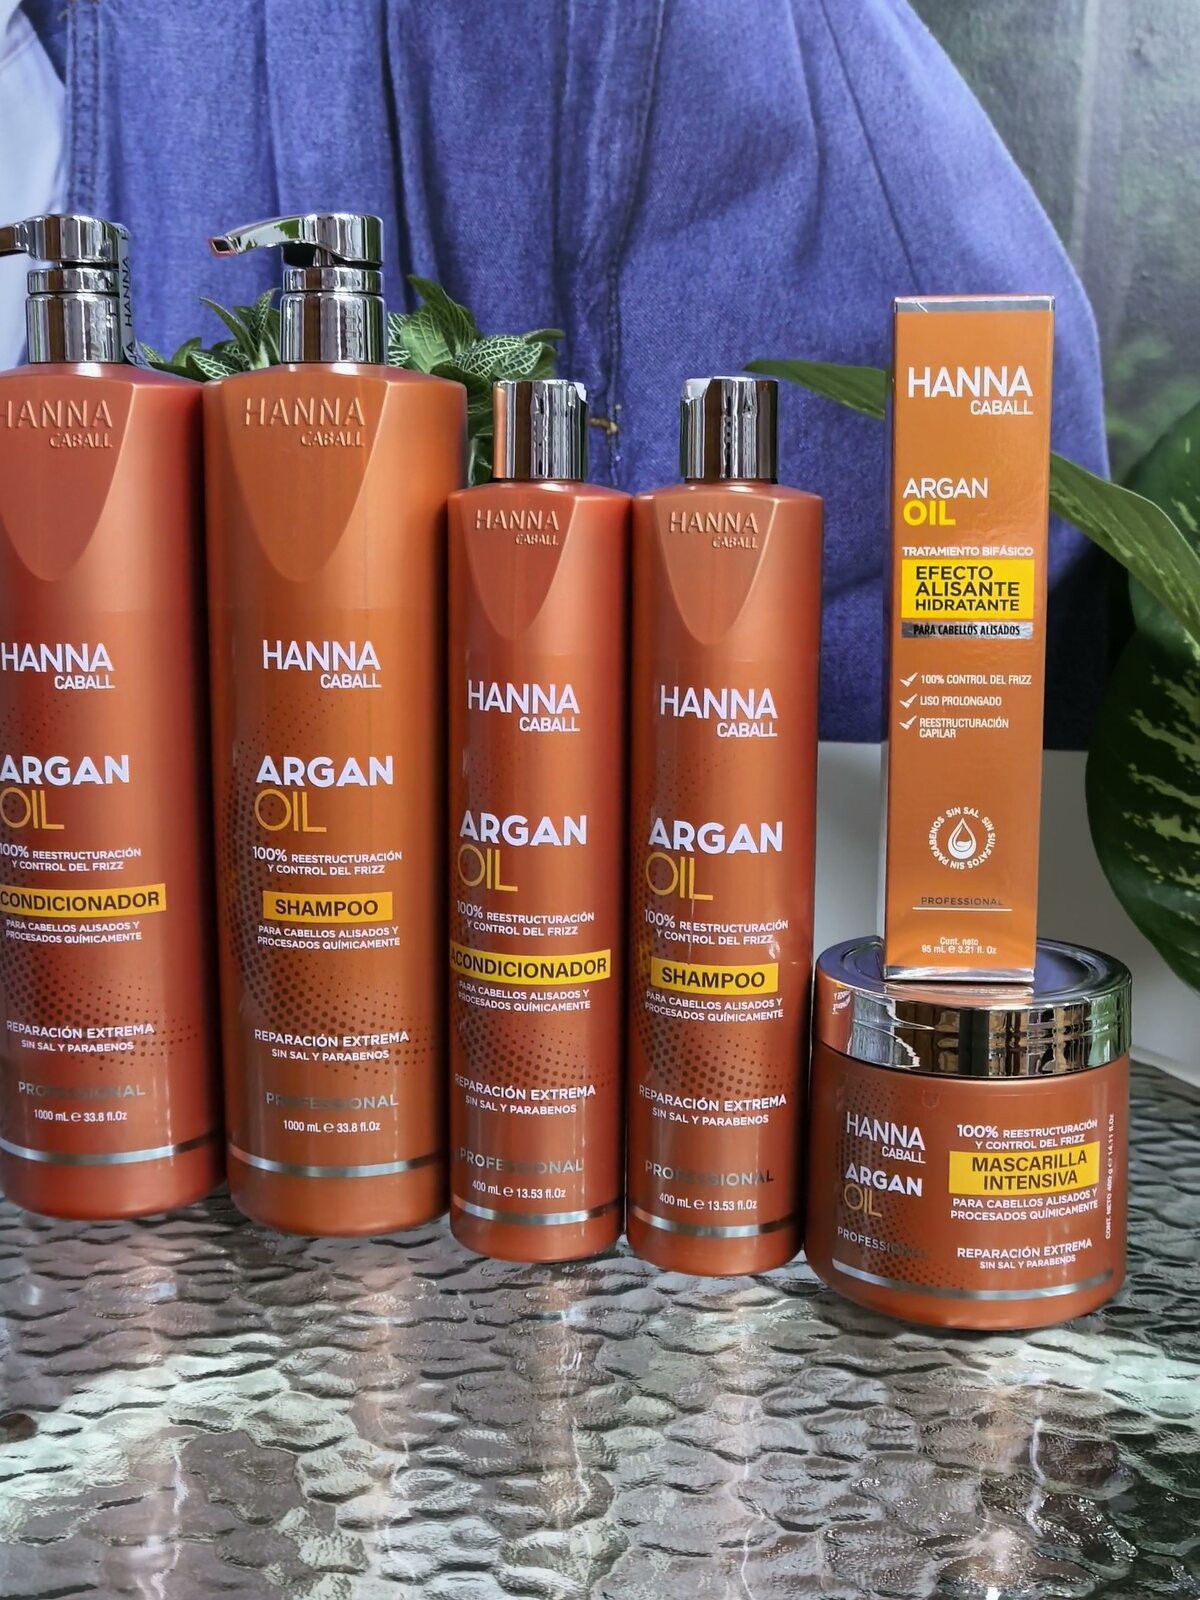 HANNA
CABALL
HANNA
CABALL
ARGAN
OIL
100% REESTRUCTURACIÓN
Y CONTROL DEL FRIZZ
CONDICIONADOR
PARA CABELLOS ALISADOS Y
PROCESADOS QUÍMICAMENTE
REPARACIÓN EXTREMA
SIN SAL Y PARABENOS
PROFESSIONAL
1000 mL ℮ 33.8 fl.Oz
HANNA
HANNA
CABALL
HANNA
CABALL
ARGAN
OIL
100% REESTRUCTURACIÓN
Y CONTROL DEL FRIZZ
SHAMPOO
PARA CABELLOS ALISADOS Y
PROCESADOS QUÍMICAMENTE
REPARACIÓN EXTREMA
SIN SAL Y PARABENOS
PROFESSIONAL
1000 mL ℮ 33.8 fl.Oz
HANNA
CABALL
HANNA
CABALL
ARGAN
OIL
100% REESTRUCTURACIÓN
Y CONTROL DEL FRIZZ
ACONDICIONADOR
PARA CABELLOS ALISADOS Y
PROCESADOS QUÍMICAMENTE
REPARACIÓN EXTREMA
SIN SAL Y PARABENOS
PROFESSIONAL
400 mL ℮ 13.53 fl.Oz
HANNA
CABALL
HANNA
CABALL
ARGAN
OIL
100% REESTRUCTURACIÓN
Y CONTROL DEL FRIZZ
SHAMPOO
PARA CABELLOS ALISADOS Y
PROCESADOS QUÍMICAMENTE
REPARACIÓN EXTREMA
SIN SAL Y PARABENOS
PROFESSIONAL
400 mL ℮ 13.53 fl.Oz
HANNA
CABALL
ARGAN
OIL
TRATAMIENTO BIFÁSICO
EFECTO
ALISANTE
HIDRATANTE
PARA CABELLOS ALISADOS
100% CONTROL DEL FRIZZ
LISO PROLONGADO
REESTRUCTURACIÓN
CAPILAR
SIN PARABENOS SIN SAL SIN SULFATOS
PROFESSIONAL
Cont. neto
95 mL ℮ 3.21 fl. Oz
HANNA
CABALL
ARGAN
OIL
PROFESSIONAL
100% REESTRUCTURACIÓN
Y CONTROL DEL FRIZZ
MASCARILLA
INTENSIVA
PARA CABELLOS ALISADOS Y
PROCESADOS QUÍMICAMENTE
REPARACIÓN EXTREMA
SIN SAL Y PARABENOS
CONT. NETO 400 g ℮ 14.11 fl.Oz